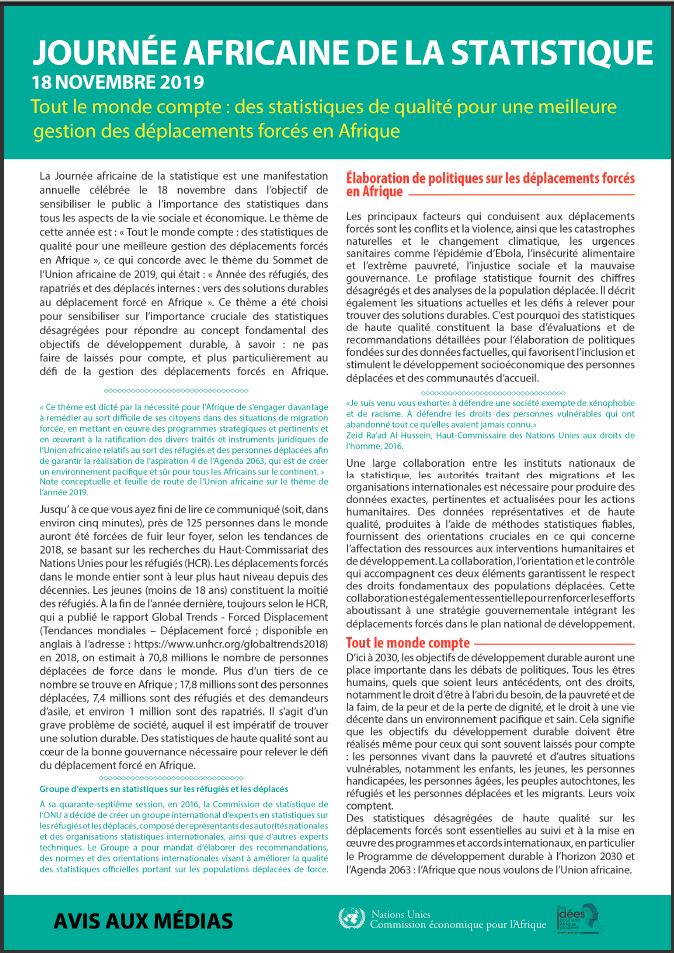 JOURNÉE AFRICAINE DE LA STATISTIQUE
18 NOVEMBRE 2019
Tout le monde compte : des statistiques de qualité pour une meilleure
gestion des déplacements forcés en Afrique
La Journée africaine de la statistique est une manifestation
annuelle célébrée le 18 novembre dans l'objectif de
sensibiliser le public à l'importance des statistiques dans
tous les aspects de la vie sociale et économique. Le thème de
cette année est : « Tout le monde compte : des statistiques de
qualité pour une meilleure gestion des déplacements forcés
en Afrique », ce qui concorde avec le thème du Sommet de
l'Union africaine de 2019, qui était : « Année des réfugiés, des
rapatriés et des déplacés internes : vers des solutions durables
au déplacement forcé en Afrique ». Ce thème a été choisi
pour sensibiliser sur l'importance cruciale des statistiques
désagrégées pour répondre au concept fondamental des
objectifs de développement durable, à savoir : ne pas
faire de laissés pour compte, et plus particulièrement au
défi de la gestion des déplacements forcés en Afrique.
« Ce thème est dicté par la nécessité pour l'Afrique de s'engager davantage
à remédier au sort difficile de ses citoyens dans des situations de migration
forcée, en mettant en œuvre des programmes stratégiques et pertinents et
en œuvrant à la ratification des divers traités et instruments juridiques de
l'Union africaine relatifs au sort des réfugiés et des personnes déplacées afin
de garantir la réalisation de l'aspiration 4 de l'Agenda 2063, qui est de créer
un environnement pacifique et sûr pour tous les Africains sur le continent. »
Note conceptuelle et feuille de route de l'Union africaine sur le thème de
l'année 2019.
Jusqu' à ce que vous ayez fini de lire ce communiqué (soit, dans
environ cinq minutes), près de 125 personnes dans le monde
auront été forcées de fuir leur foyer, selon les tendances de
2018, se basant sur les recherches du Haut-Commissariat des
Nations Unies pour les réfugiés (HCR). Les déplacements forcés
dans le monde entier sont à leur plus haut niveau depuis des
décennies. Les jeunes (moins de 18 ans) constituent la moitié
des réfugiés. À la fin de l'année dernière, toujours selon le HCR,
qui a publié le rapport Global Trends - Forced Displacement
(Tendances mondiales – Déplacement forcé ; disponible en
anglais à l'adresse : https://www.unhcr.org/globaltrends2018)
en 2018, on estimait à 70,8 millions le nombre de personnes
déplacées de force dans le monde. Plus d'un tiers de ce
nombre se trouve en Afrique ; 17,8 millions sont des personnes
déplacées, 7,4 millions sont des réfugiés et des demandeurs
d'asile, et environ 1 million sont des rapatriés. Il s'agit d'un
grave problème de société, auquel il est impératif de trouver
une solution durable. Des statistiques de haute qualité sont au
cœur de la bonne gouvernance nécessaire pour relever le défi
du déplacement forcé en Afrique.
Groupe d'experts en statistiques sur les réfugiés et les déplacés
À sa quarante-septième session, en 2016, la Commission de statistique de
l'ONU a décidé de créer un groupe international d'experts en statistiques sur
les réfugiés et les déplacés, composé de représentants des autorités nationales
et des organisations statistiques internationales, ainsi que d'autres experts
techniques. Le Groupe a pour mandat d'élaborer des recommandations,
des normes et des orientations internationales visant à améliorer la qualité
des statistiques officielles portant sur les populations déplacées de force.
Élaboration de politiques sur les déplacements forcés
en Afrique
Les principaux facteurs qui conduisent aux déplacements
forcés sont les conflits et la violence, ainsi que les catastrophes
naturelles et le changement climatique, les urgences
sanitaires comme l'épidémie d'Ebola, l'insécurité alimentaire
et l'extrême pauvreté, l'injustice sociale et la mauvaise
gouvernance. Le profilage statistique fournit des chiffres
désagrégés et des analyses de la population déplacée. Il décrit
également les situations actuelles et les défis à relever pour
trouver des solutions durables. C'est pourquoi des statistiques
de haute qualité constituent la base d'évaluations et de
recommandations détaillées pour l'élaboration de politiques
fondées sur des données factuelles, qui favorisent l'inclusion et
stimulent le développement socioéconomique des personnes
déplacées et des communautés d'accueil.
«Je suis venu vous exhorter à défendre une société exempte de xénophobie
et de racisme. À défendre les droits des personnes vulnérables qui ont
abandonné tout ce qu'elles avaient jamais connu.»
Zeid Ra'ad Al Hussein, Haut-Commissaire des Nations Unies aux droits de
l'homme, 2016.
Une large collaboration entre les instituts nationaux de
la statistique, les autorités traitant des migrations et les
organisations internationales est nécessaire pour produire des
données exactes, pertinentes et actualisées pour les actions
humanitaires. Des données représentatives et de haute
qualité, produites à l'aide de méthodes statistiques fiables,
fournissent des orientations cruciales en ce qui concerne
l'affectation des ressources aux interventions humanitaires et
de développement. La collaboration, l'orientation et le contrôle
qui accompagnent ces deux éléments garantissent le respect
des droits fondamentaux des populations déplacées. Cette
collaboration est également essentielle pour renforcer les efforts
aboutissant à une stratégie gouvernementale intégrant les
déplacements forcés dans le plan national de développement.
Tout le monde compte
D'ici à 2030, les objectifs de développement durable auront une
place importante dans les débats de politiques. Tous les êtres
humains, quels que soient leurs antécédents, ont des droits,
notamment le droit d'être à l'abri du besoin, de la pauvreté et de
la faim, de la peur et de la perte de dignité, et le droit à une vie
décente dans un environnement pacifique et sain. Cela signifie
que les objectifs du développement durable doivent être
réalisés même pour ceux qui sont souvent laissés pour compte
: les personnes vivant dans la pauvreté et d'autres situations
vulnérables, notamment les enfants, les jeunes, les personnes
handicapées, les personnes âgées, les peuples autochtones, les
réfugiés et les personnes déplacées et les migrants. Leurs voix
comptent.
Des statistiques désagrégées de haute qualité sur les
déplacements forcés sont essentielles au suivi et à la mise en
œuvre des programmes et accords internationaux, en particulier
le Programme de développement durable à l'horizon 2030 et
l'Agenda 2063 : l'Afrique que nous voulons de l'Union africaine.
AVIS AUX MÉDIAS
Nations Unies
Commission économique pour l'Afrique
idées